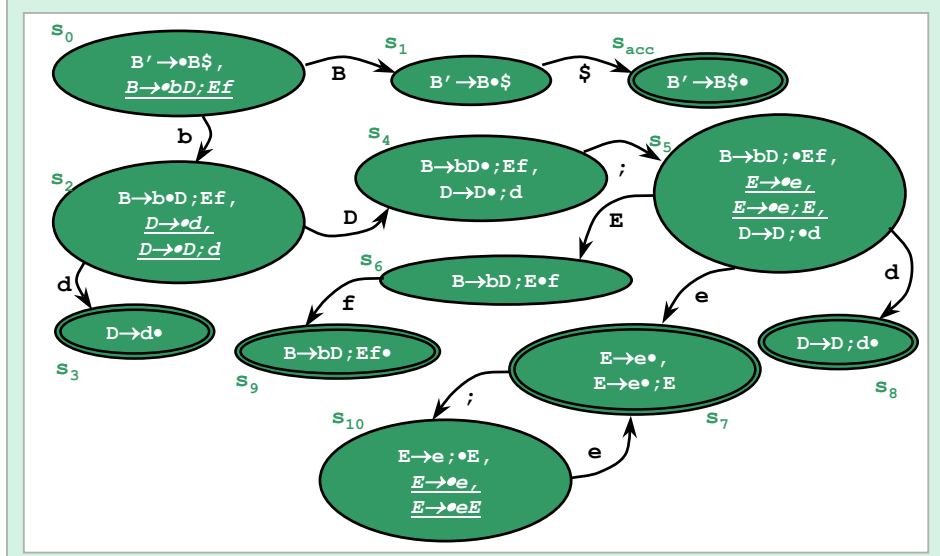 s0
B′→•B$,
B→•bD;Ef
B
s1
B′→B•$
$
sacc
B′→B$•
b
s2
B→b•D;Ef,
D→•d,
D→•D;d
D
s4
B→bD•;Ef,
D→D•;d
;
s5
B→bD;•Ef,
E→•e,
E→•e;E,
D→D;•d
E
s6
B→bD;E•f
d
D→d•
s3
f
B→bD;Ef•
s9
e
E→e•,
E→e•;E
s7
d
D→D;d•
s8
;
s10
E→e;•E,
E→•e,
E→•eE
e